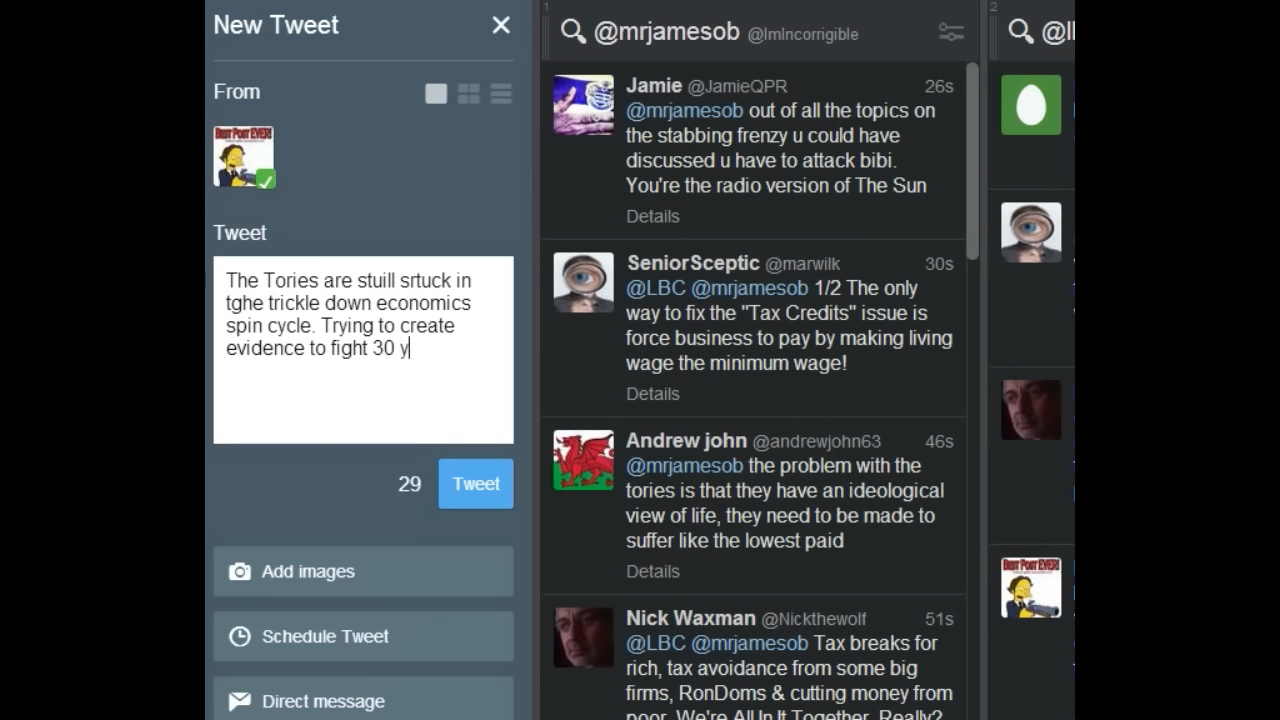 New Tweet
From
BEST POST EVER!
Tweet
The Tories are stuill srtuck in
tghe trickle down economics
spin cycle. Trying to create
evidence to fight 30 y
29
Tweet
Add images
Schedule Tweet
Direct message
1
@mrjamesob @ImIncorrigible
Jamie @JamieQPR 26s
@mrjamesob out of all the topics on
the stabbing frenzy u could have
discussed u have to attack bibi.
You're the radio version of The Sun
Details
SeniorSceptic @marwilk 30s
@LBC @mrjamesob 1/2 The only
way to fix the "Tax Credits" issue is
force business to pay by making living
wage the minimum wage!
Details
Andrew john @andrewjohn63 46s
@mrjamesob the problem with the
tories is that they have an ideological
view of life, they need to be made to
suffer like the lowest paid
Details
Nick Waxman @Nickthewolf 51s
@LBC @mrjamesob Tax breaks for
rich, tax avoidance from some big
firms, RonDoms & cutting money from
poor. We're AllIn It Together. Really?
2
BEST POST EVER!